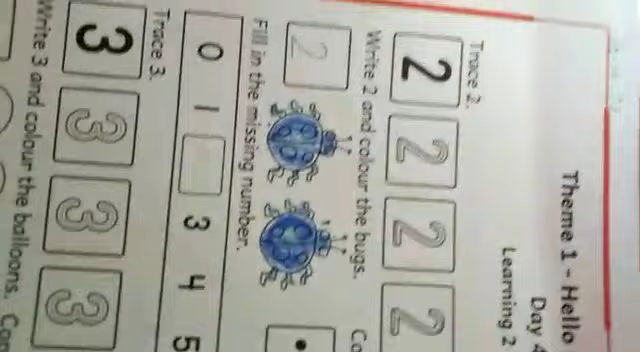 Theme 1 - Hello
Day 4
Learning 2
Trace 2.
2 2 2 2
Write 2 and colour the bugs.
2
Fill in the missing number.
0 1 3 4 5
Trace 3.
3 3 3 3
Write 3 and colour the balloons.